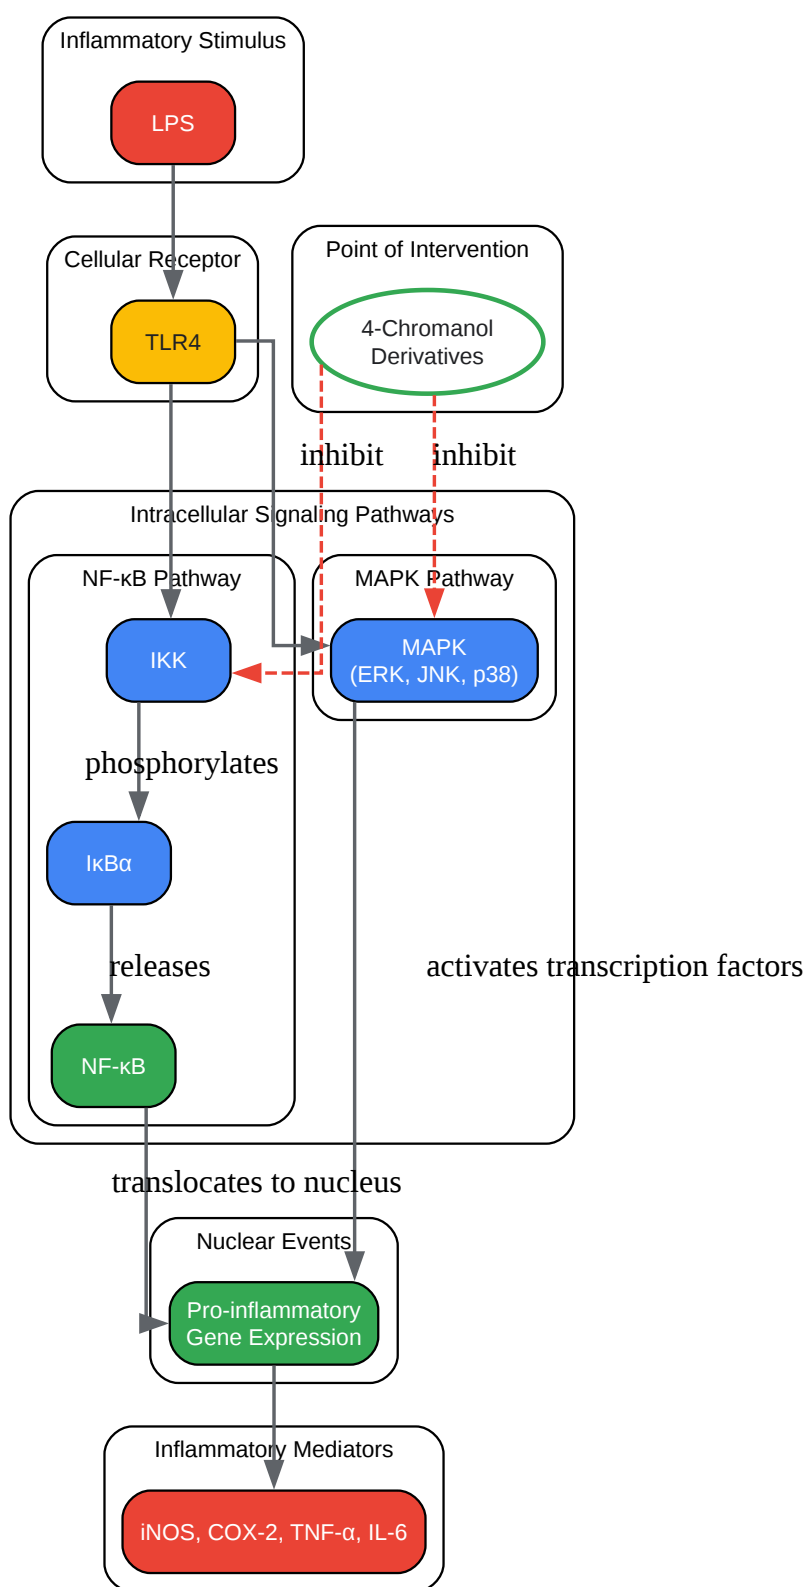 Inflammatory Stimulus
LPS
Cellular Receptor
TLR4
Point of Intervention
4-Chromanol
Derivatives
inhibit
inhibit
Intracellular Signaling Pathways
NF-κB Pathway
MAPK Pathway
IKK
MAPK
(ERK, JNK, p38)
phosphorylates
IκBα
releases
activates transcription factors
NF-κB
translocates to nucleus
Nuclear Events
Pro-inflammatory
Gene Expression
Inflammatory Mediators
iNOS, COX-2, TNF-α, IL-6